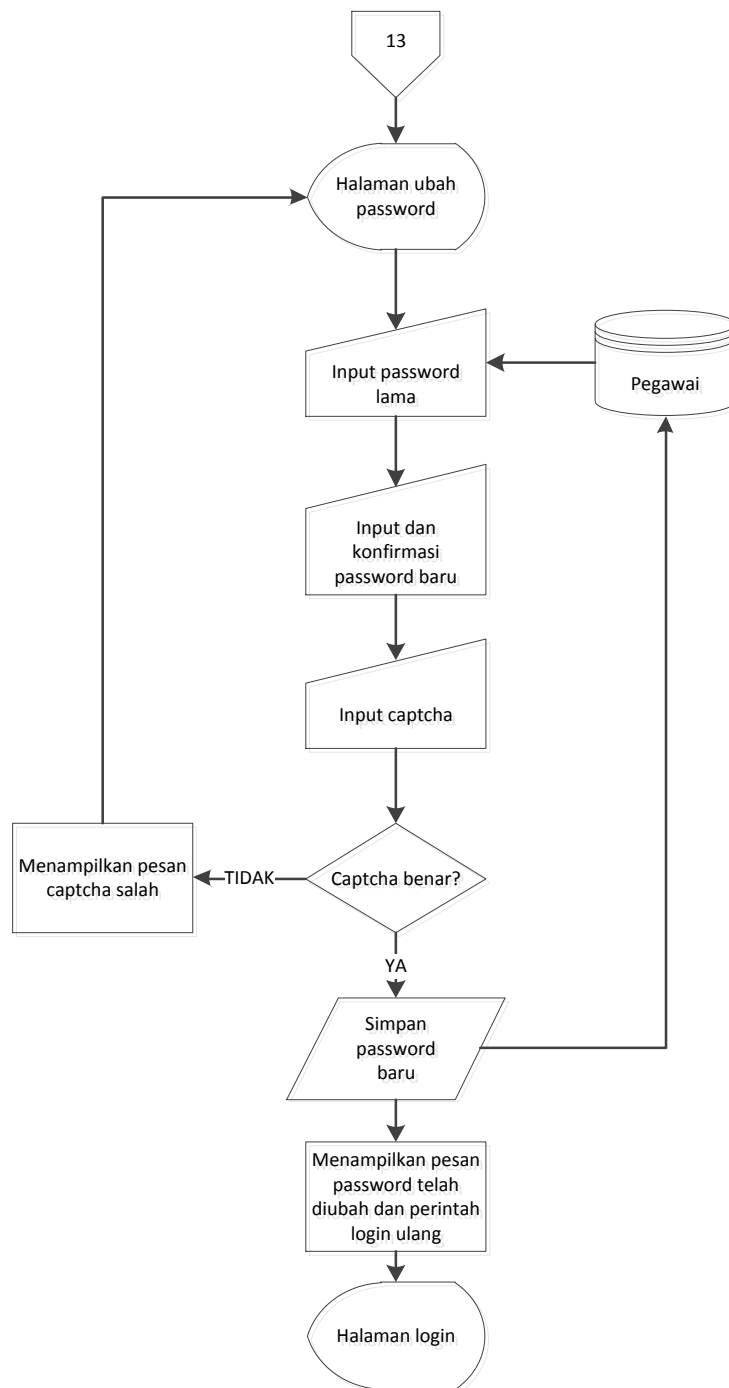 13
Halaman ubah
password
Input password
lama
Pegawai
Input dan
konfirmasi
password baru
Input captcha
Menampilkan pesan
captcha salah
TIDAK
Captcha benar?
YA
Simpan
password
baru
Menampilkan pesan
password telah
diubah dan perintah
login ulang
Halaman login